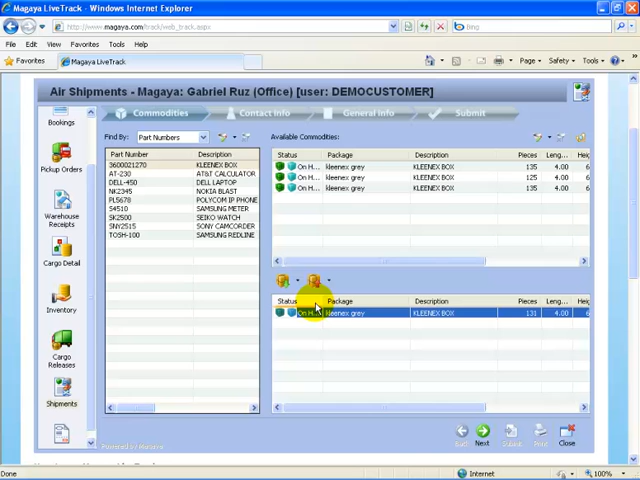 Magaya LiveTrack - Windows Internet Explorer
http://www.magaya.com/track/web_track.aspx
Bing
File Edit View Favorites Tools Help
Favorites Magaya LiveTrack Page Safety Tools
Air Shipments - Magaya: Gabriel Ruz (Office) [user: DEMOCUSTOMER]
Commodities Contact Info General Info Submit
Bookings
Pickup Orders
Warehouse
Receipts
Cargo Detail
Inventory
Cargo
Releases
Shipments
Find By: Part Numbers
Part Number Description
3600021270 KLEENEX BOX
AT-230 AT&T CALCULATOR
DELL-450 DELL LAPTOP
NK2345 NOKIA BLAST
PL5678 POLYCOM IP PHONE
S4510 SAMSUNG METER
SK2500 SEIKO WATCH
SNY2515 SONY CAMCORDER
TOSH-100 SAMSUNG REDLINE
Available Commodities:
Status Package Description Pieces Leng... Heig
On H... kleenex grey KLEENEX BOX 135 4.00 6
On H... kleenex grey KLEENEX BOX 125 4.00 6
On H... kleenex grey KLEENEX BOX 135 4.00 6
Status Package Description Pieces Leng... Heig
On H... kleenex grey KLEENEX BOX 131 4.00 6
Powered by Magaya
Back Next Submit Print Close
Done Internet 100%